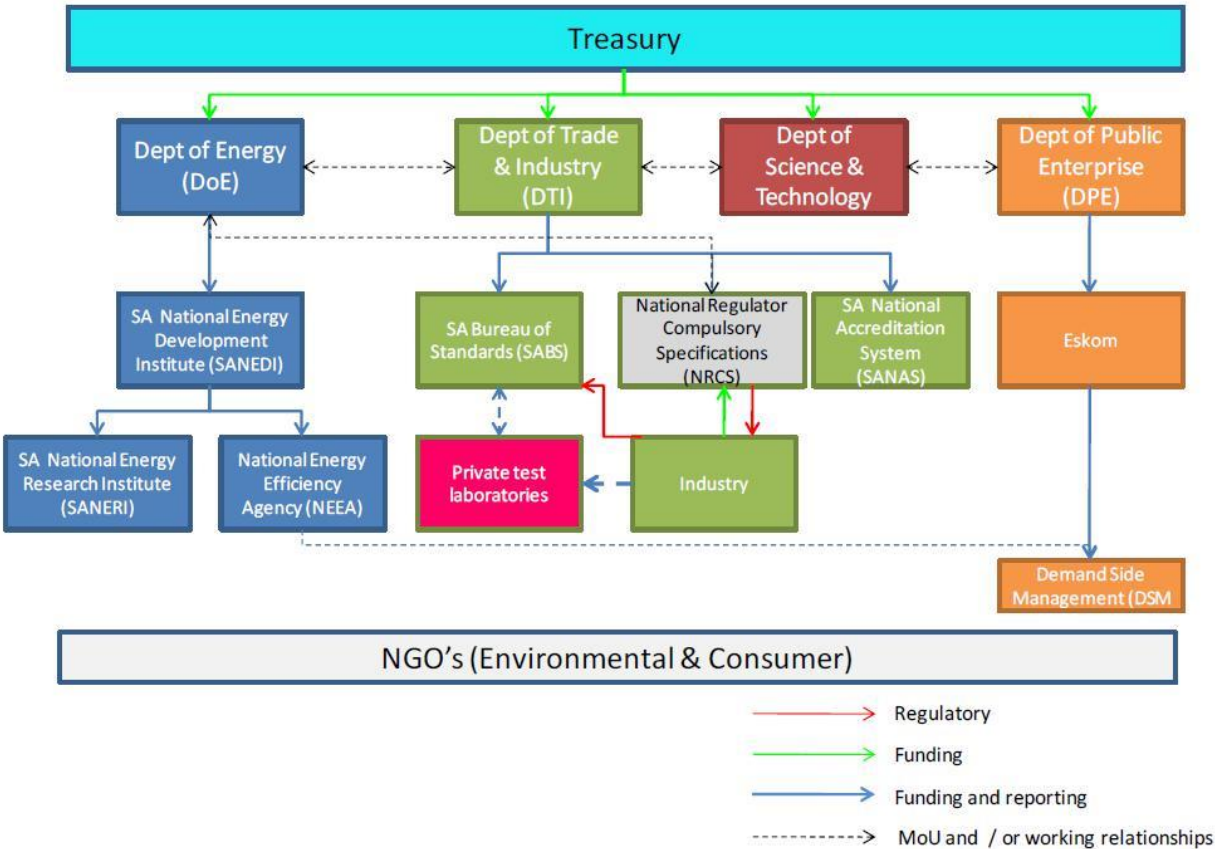 Treasury
Dept of Energy
(DoE)
Dept of Trade
& Industry
(DTI)
Dept of
Science &
Technology
Dept of Public
Enterprise
(DPE)
SA National Energy
Development
Institute (SANEDI)
SA Bureau of
Standards (SABS)
National Regulator
Compulsory
Specifications
(NRCS)
SA National
Accreditation
System
(SANAS)
Eskom
SA National Energy
Research Institute
(SANERI)
National Energy
Efficiency
Agency (NEEA)
Private test
laboratories
Industry
Demand Side
Management (DSM
NGO's (Environmental & Consumer)
Regulatory
Funding
Funding and reporting
MoU and / or working relationships